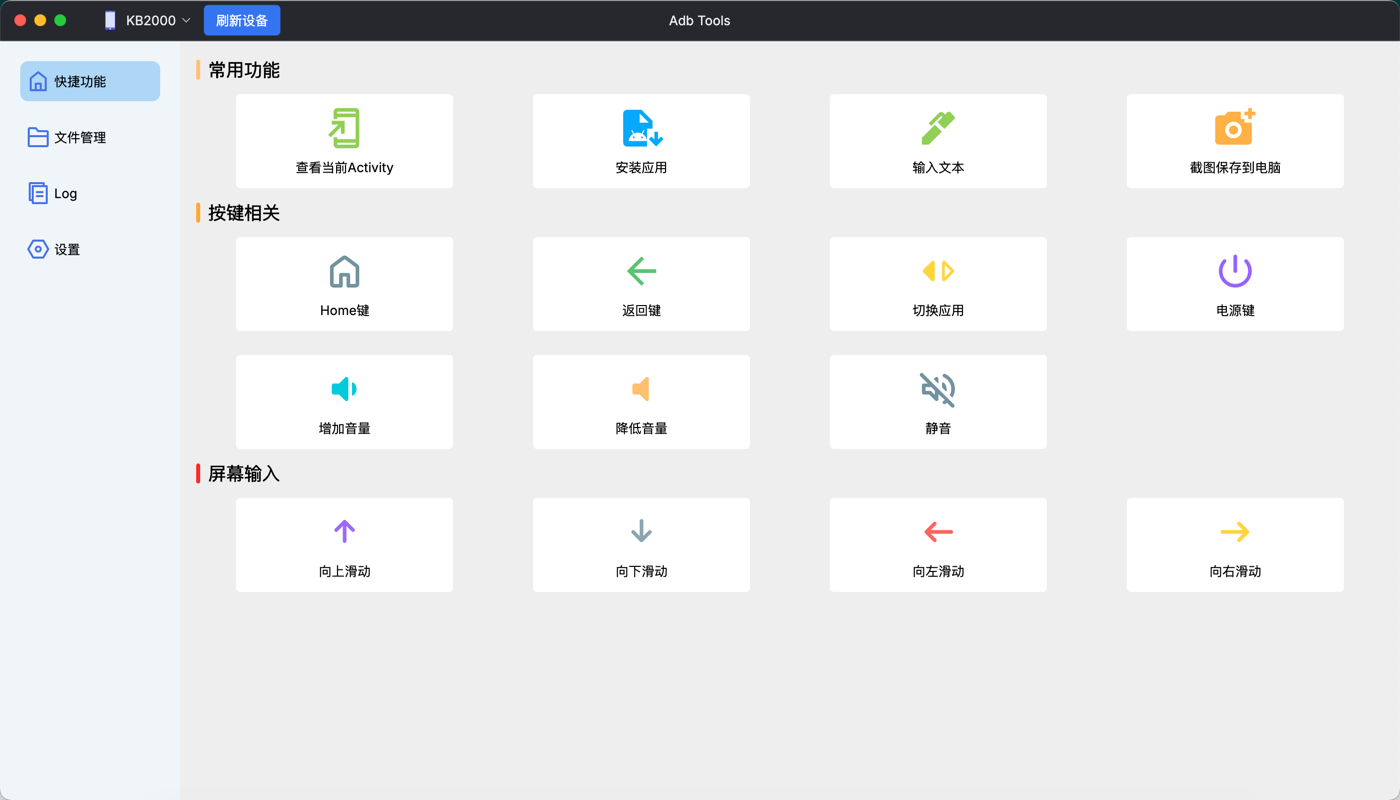 KB2000
刷新设备
Adb Tools
快捷功能
文件管理
Log
设置
常用功能
查看当前Activity
安装应用
输入文本
截图保存到电脑
按键相关
Home键
返回键
切换应用
电源键
增加音量
降低音量
静音
屏幕输入
向上滑动
向下滑动
向左滑动
向右滑动